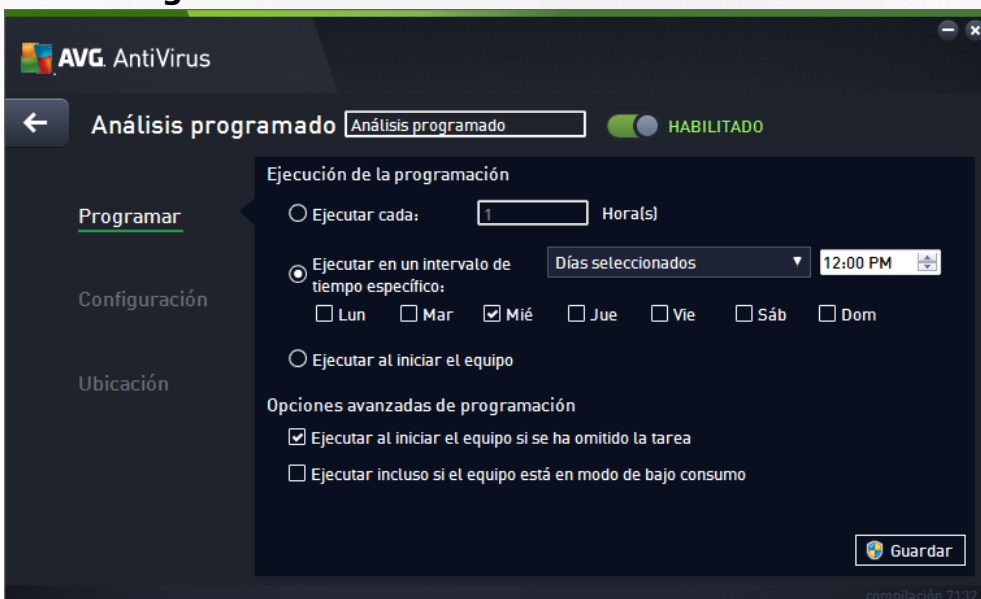 AVG. AntiVirus
Análisis programado Análisis programado HABILITADO
Programar
Configuración
Ubicación
Ejecución de la programación
Ejecutar cada: 1 Hora(s)
Ejecutar en un intervalo de tiempo específico: Días seleccionados 12:00 PM
Lun Mar Mié Jue Vie Sáb Dom
Ejecutar al iniciar el equipo
Opciones avanzadas de programación
Ejecutar al iniciar el equipo si se ha omitido la tarea
Ejecutar incluso si el equipo está en modo de bajo consumo
Guardar
compilación 7132